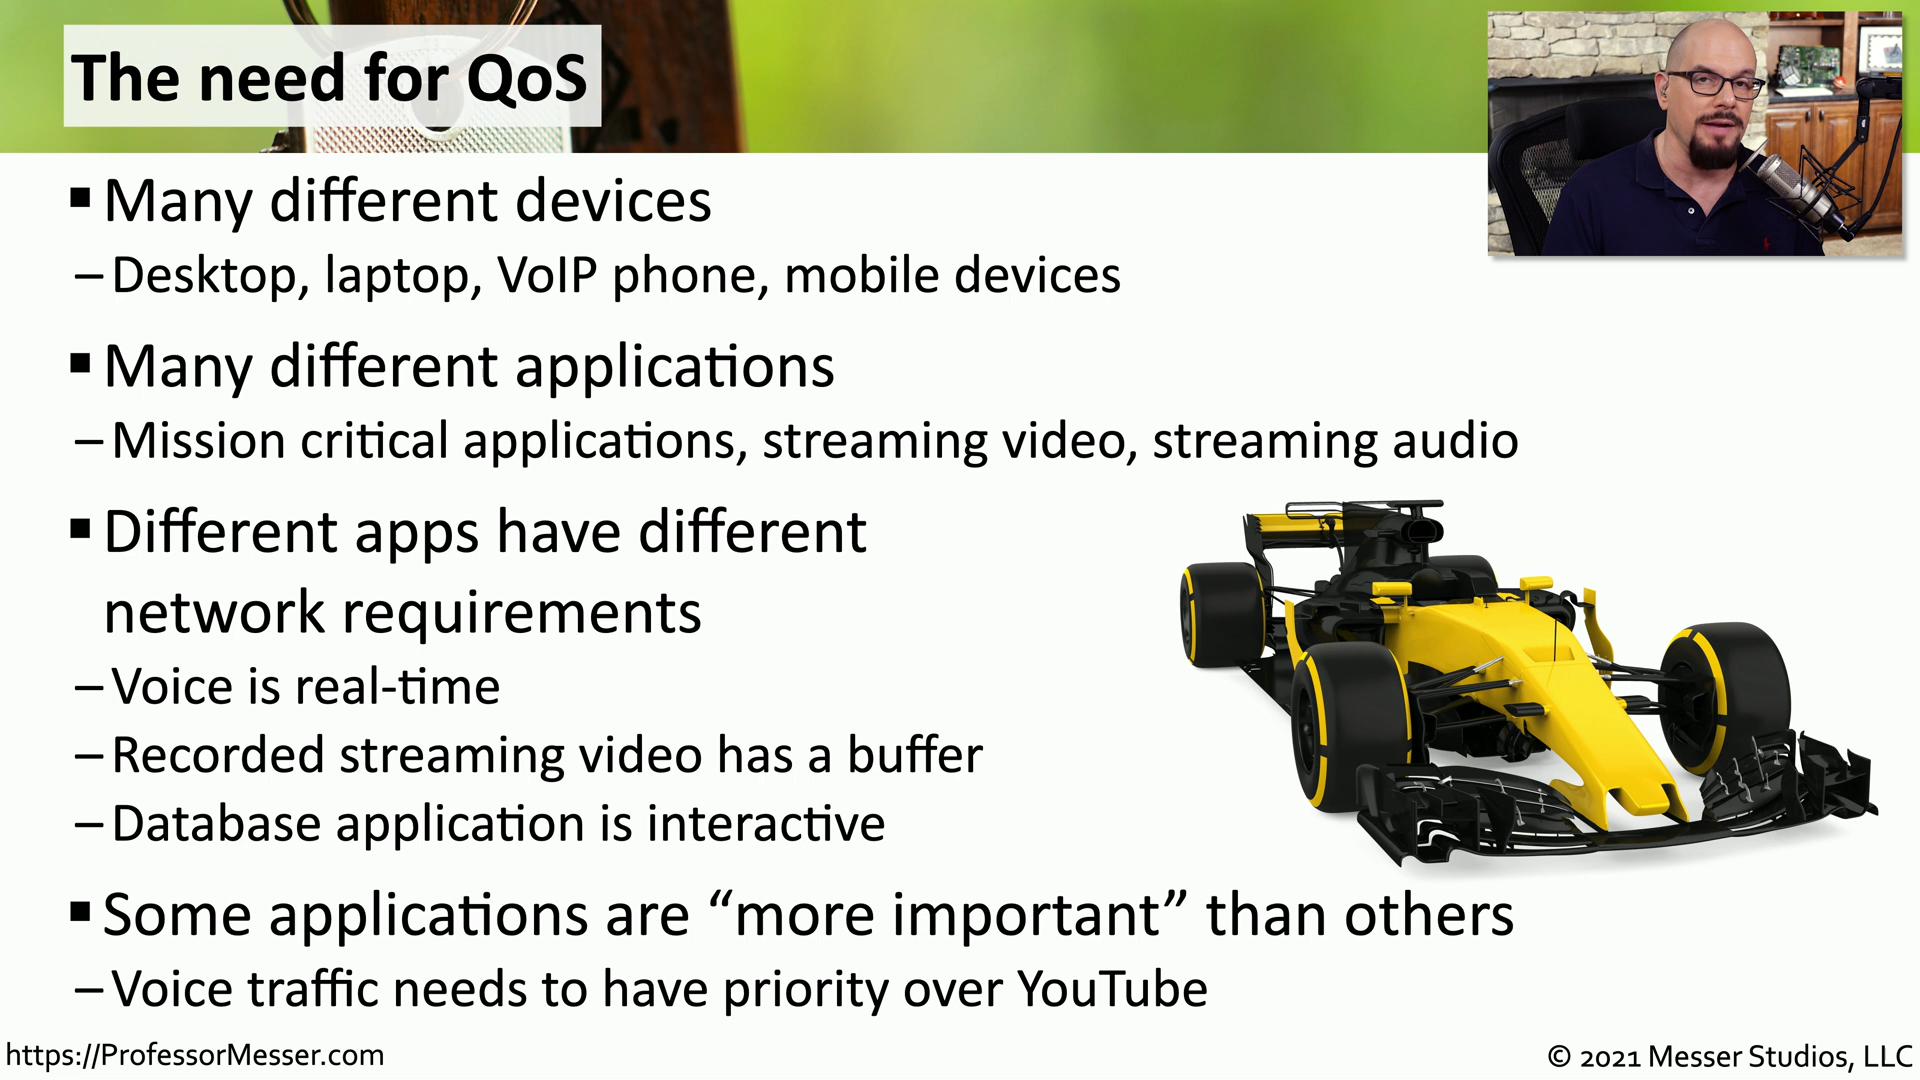 The need for QoS
▪ Many different devices
– Desktop, laptop, VoIP phone, mobile devices
▪ Many different applications
– Mission critical applications, streaming video, streaming audio
▪ Different apps have different
network requirements
– Voice is real-time
– Recorded streaming video has a buffer
– Database application is interactive
▪ Some applications are “more important” than others
– Voice traffic needs to have priority over YouTube
https://ProfessorMesser.com
© 2021 Messer Studios, LLC